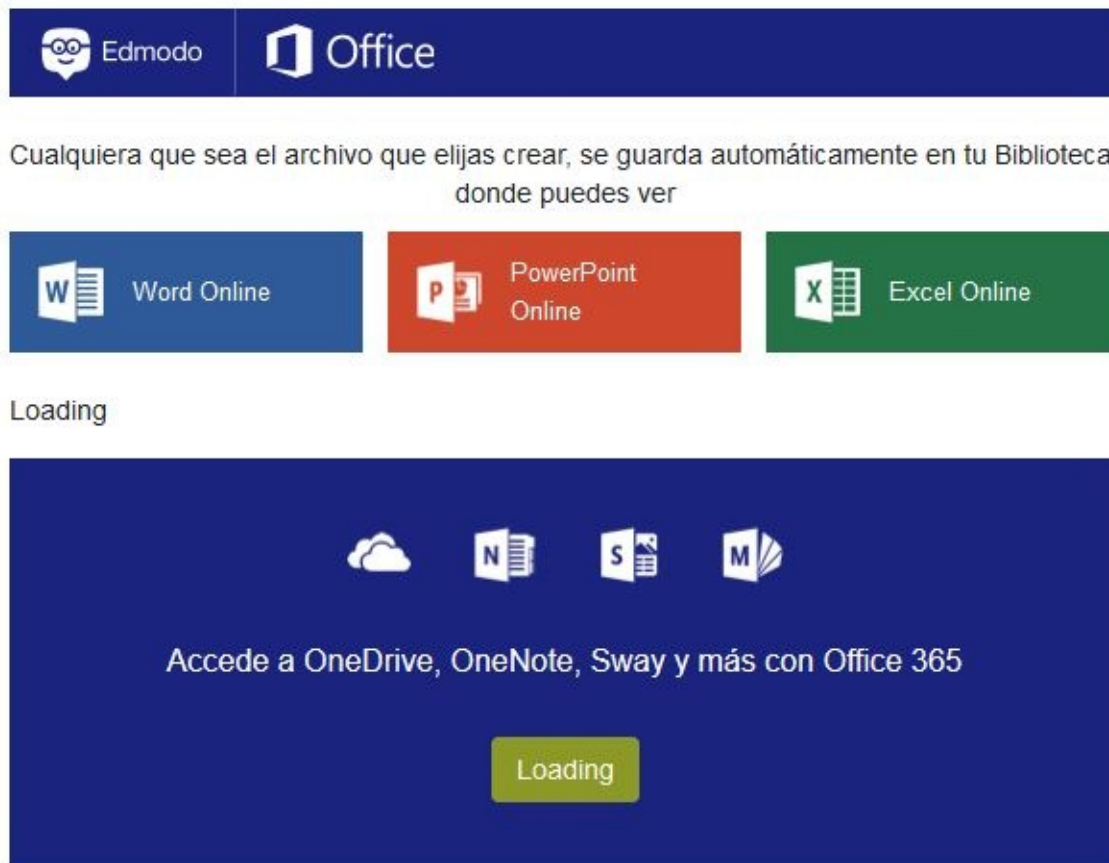 Edmodo Office
Cualquiera que sea el archivo que elijas crear, se guarda automáticamente en tu Biblioteca
donde puedes ver
W Word Online
P PowerPoint
Online
X Excel Online
Loading
N S M
Accede a OneDrive, OneNote, Sway y más con Office 365
Loading